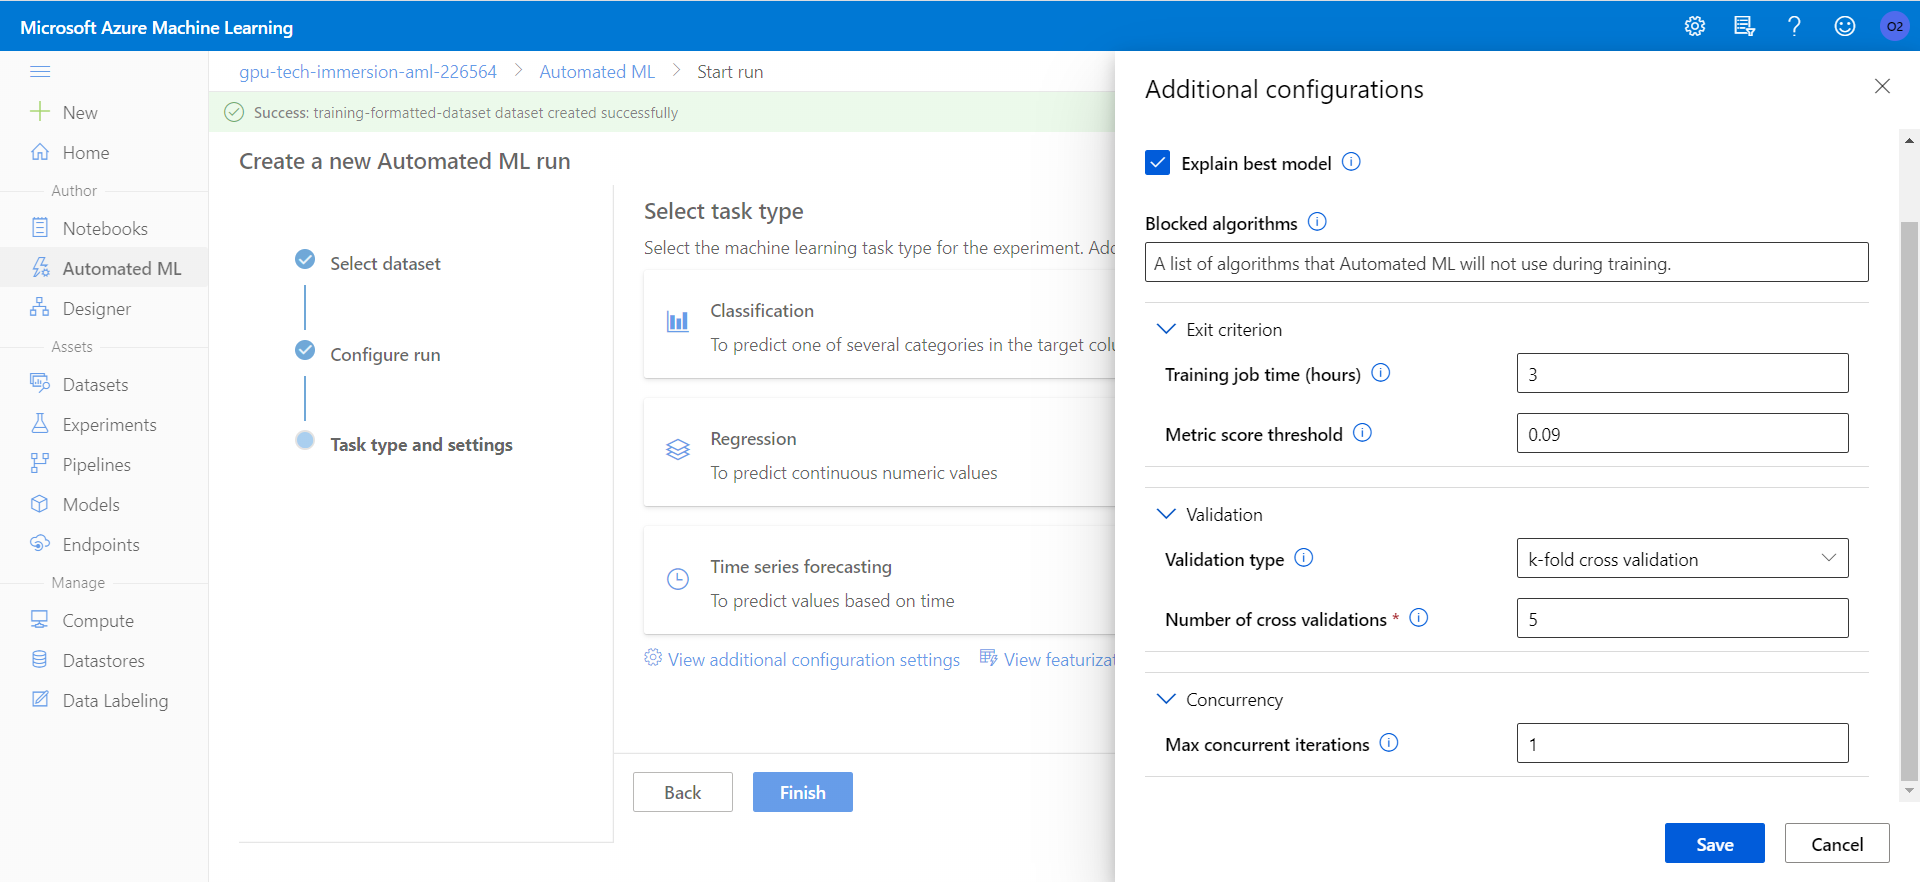 Microsoft Azure Machine Learning
O2
New
Home
Author
Notebooks
Automated ML
Designer
Assets
Datasets
Experiments
Pipelines
Models
Endpoints
Manage
Compute
Datastores
Data Labeling
gpu-tech-immersion-aml-226564 > Automated ML > Start run
Success: training-formatted-dataset dataset created successfully
Create a new Automated ML run
Select dataset
Configure run
Task type and settings
Select task type
Select the machine learning task type for the experiment. Add
Classification
To predict one of several categories in the target colu
Regression
To predict continuous numeric values
Time series forecasting
To predict values based on time
View additional configuration settings View featurizat
Back Finish
Additional configurations
Explain best model
Blocked algorithms
A list of algorithms that Automated ML will not use during training.
Exit criterion
Training job time (hours) 3
Metric score threshold 0.09
Validation
Validation type k-fold cross validation
Number of cross validations * 5
Concurrency
Max concurrent iterations 1
Save Cancel